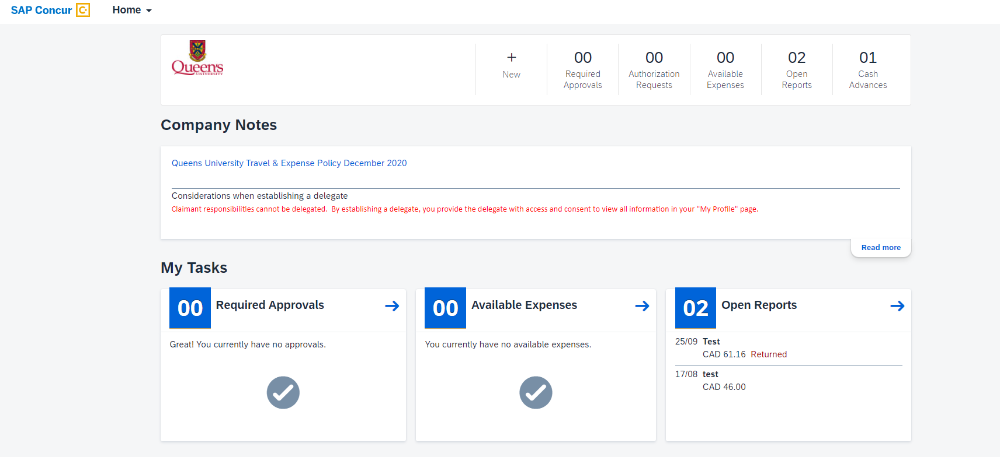 SAP Concur C.
Home
Queen's
UNIVERSITY
+
New
00
Required
Approvals
00
Authorization
Requests
00
Available
Expenses
02
Open
Reports
01
Cash
Advances
Company Notes
Queens University Travel & Expense Policy December 2020
Considerations when establishing a delegate
Claimant responsibilities cannot be delegated.  By establishing a delegate, you provide the delegate with access and consent to view all information in your "My Profile" page.
Read more
My Tasks
00 Required Approvals
Great! You currently have no approvals.
00 Available Expenses
You currently have no available expenses.
02 Open Reports
25/09 Test
CAD 61.16 Returned
17/08 test
CAD 46.00